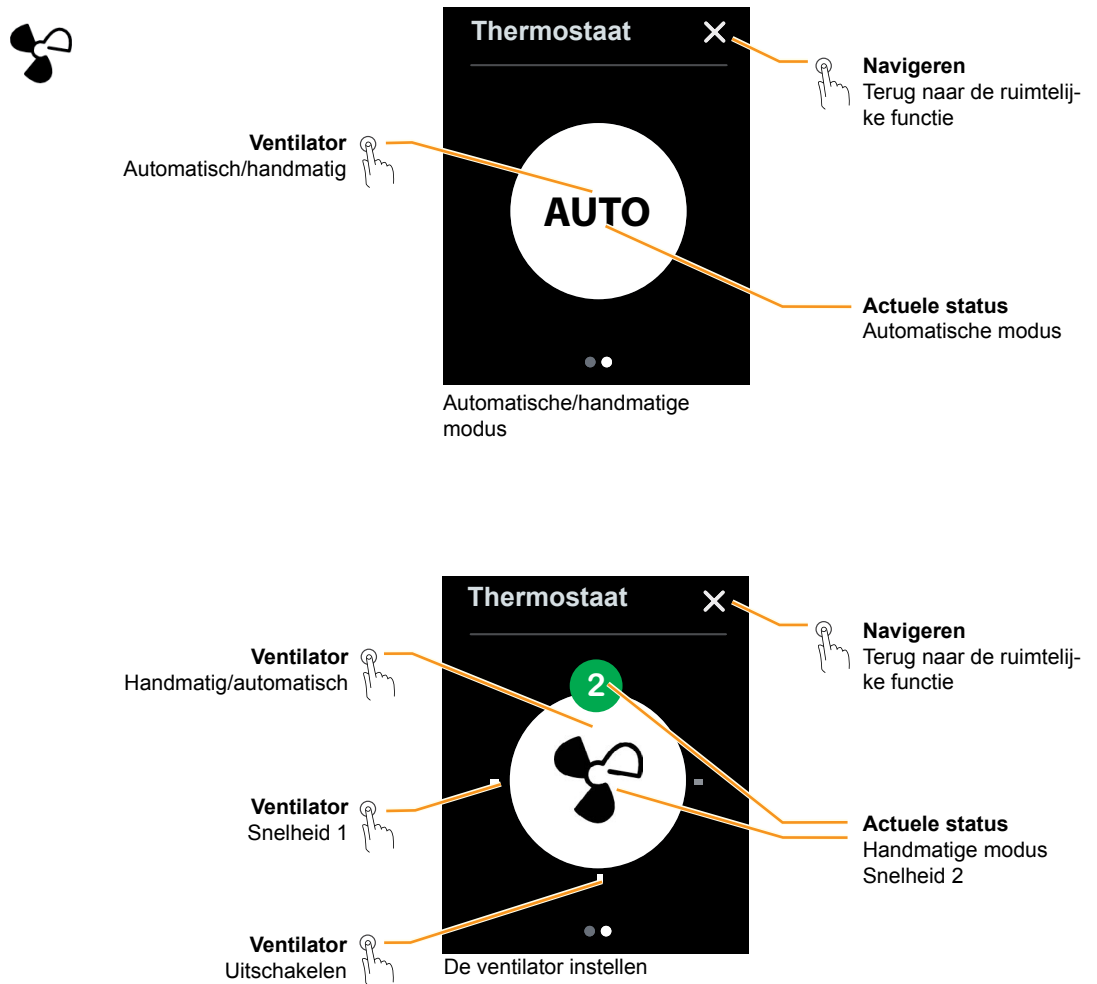 Thermostaat
Navigeren
Terug naar de ruimtelij-
ke functie
Ventilator
Automatisch/handmatig
AUTO
Actuele status
Automatische modus
Automatische/handmatige
modus
Thermostaat
Navigeren
Terug naar de ruimtelij-
ke functie
Ventilator
Handmatig/automatisch
2
Ventilator
Snelheid 1
Actuele status
Handmatige modus
Snelheid 2
Ventilator
Uitschakelen
De ventilator instellen